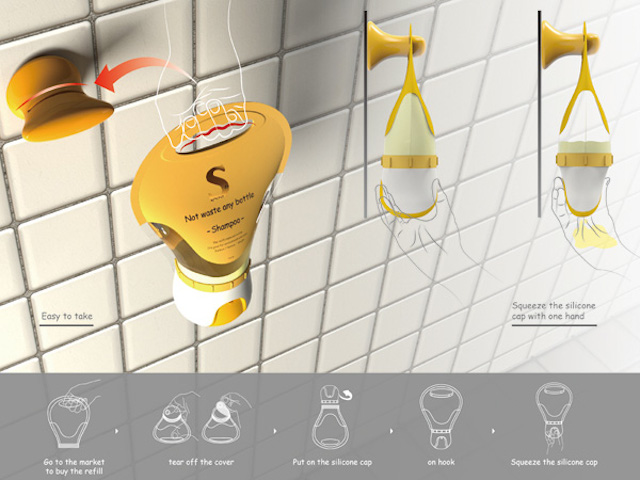 S
Not waste any bottle
- Shampoo -
Easy to take
Squeeze the silicone
cap with one hand
Go to the market
to buy the refill
tear off the cover
Put on the silicone cap
on hook
Squeeze the silicone cap